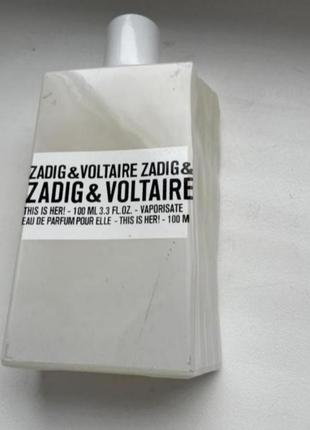 ZADIG&VOLTAIRE ZADIG&
ZADIG & VOLTAIRE
THIS IS HER! - 100 ML 3.3 FL.OZ. - VAPORISATE
EAU DE PARFUM POUR ELLE - THIS IS HER! - 100 M